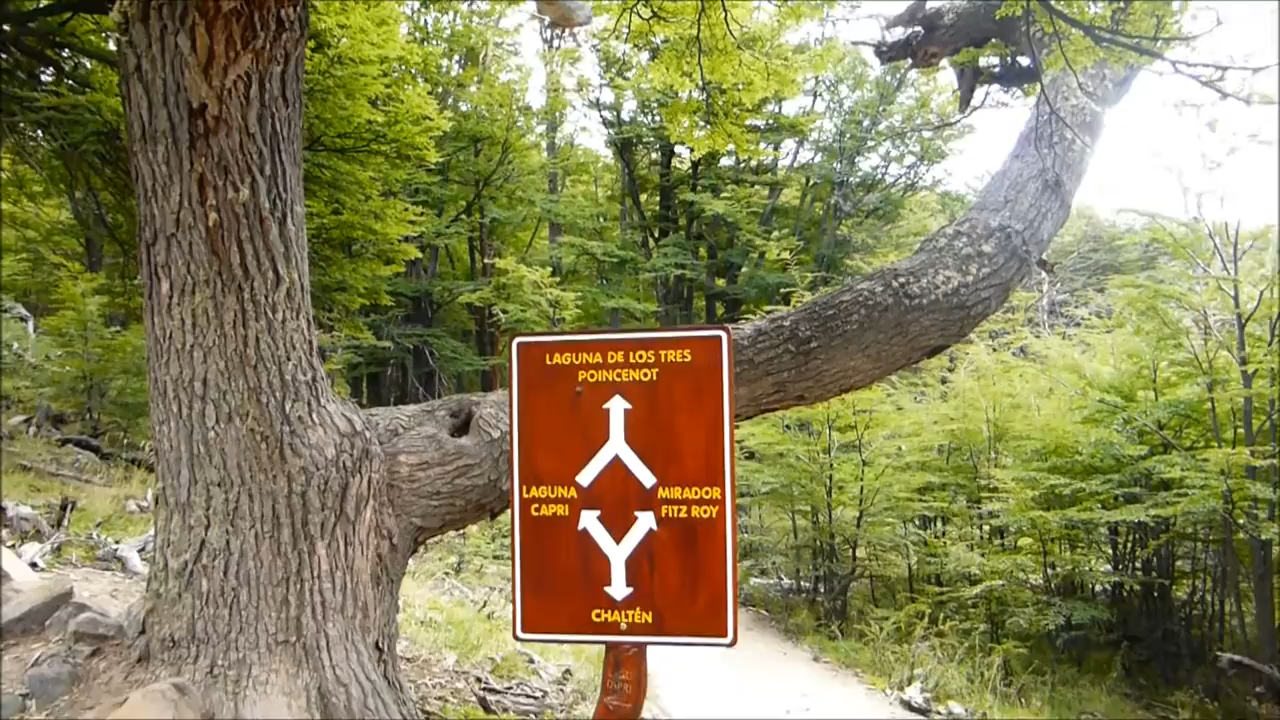 LAGUNA DE LOS TRES
POINCENOT
LAGUNA
CAPRI
MIRADOR
FITZ ROY
CHALTÉN